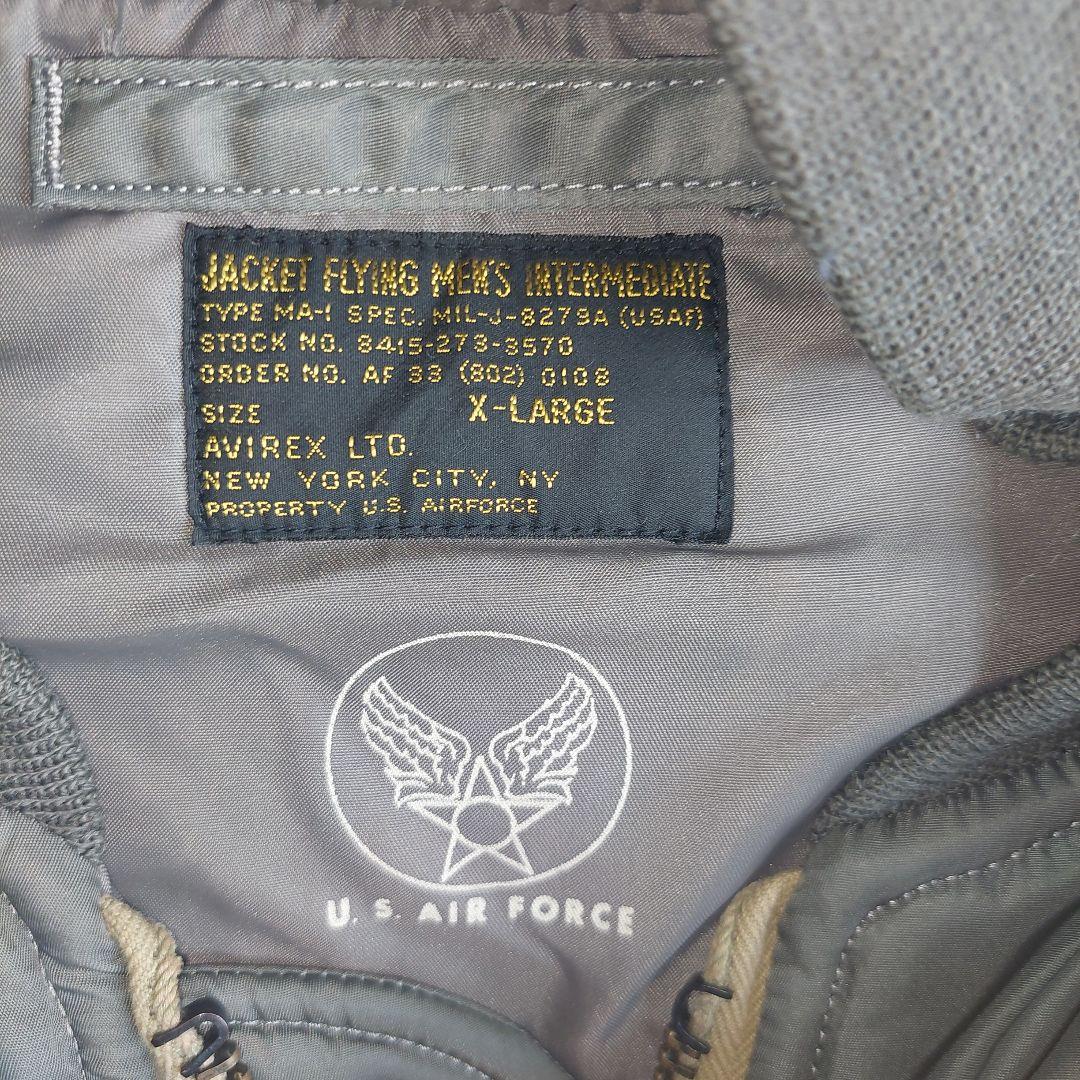 JACKET FLYING MEN'S INTERMEDIATE
TYPE MA-1 SPEC. MIL-J-8279A (USAF)
STOCK NO. 8415-273-3570
ORDER NO. AF 33 (802) 0108
SIZE X-LARGE
AVIREX LTD.
NEW YORK CITY, NY
PROPERTY U.S. AIRFORCE
U. S. AIR FORCE